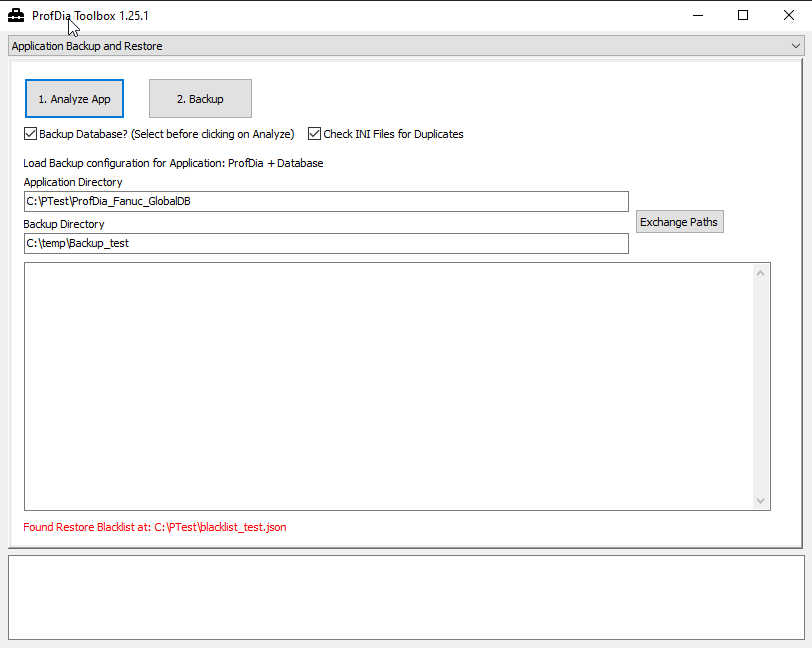 ProfDia Toolbox 1.25.1
Application Backup and Restore
1. Analyze App
2. Backup
Backup Database? (Select before clicking on Analyze)
Check INI Files for Duplicates
Load Backup configuration for Application: ProfDia + Database
Application Directory
C:\PTest\ProfDia_Fanuc_GlobalDB
Exchange Paths
Backup Directory
C:\temp\Backup_test
Found Restore Blacklist at: C:\PTest\blacklist_test.json